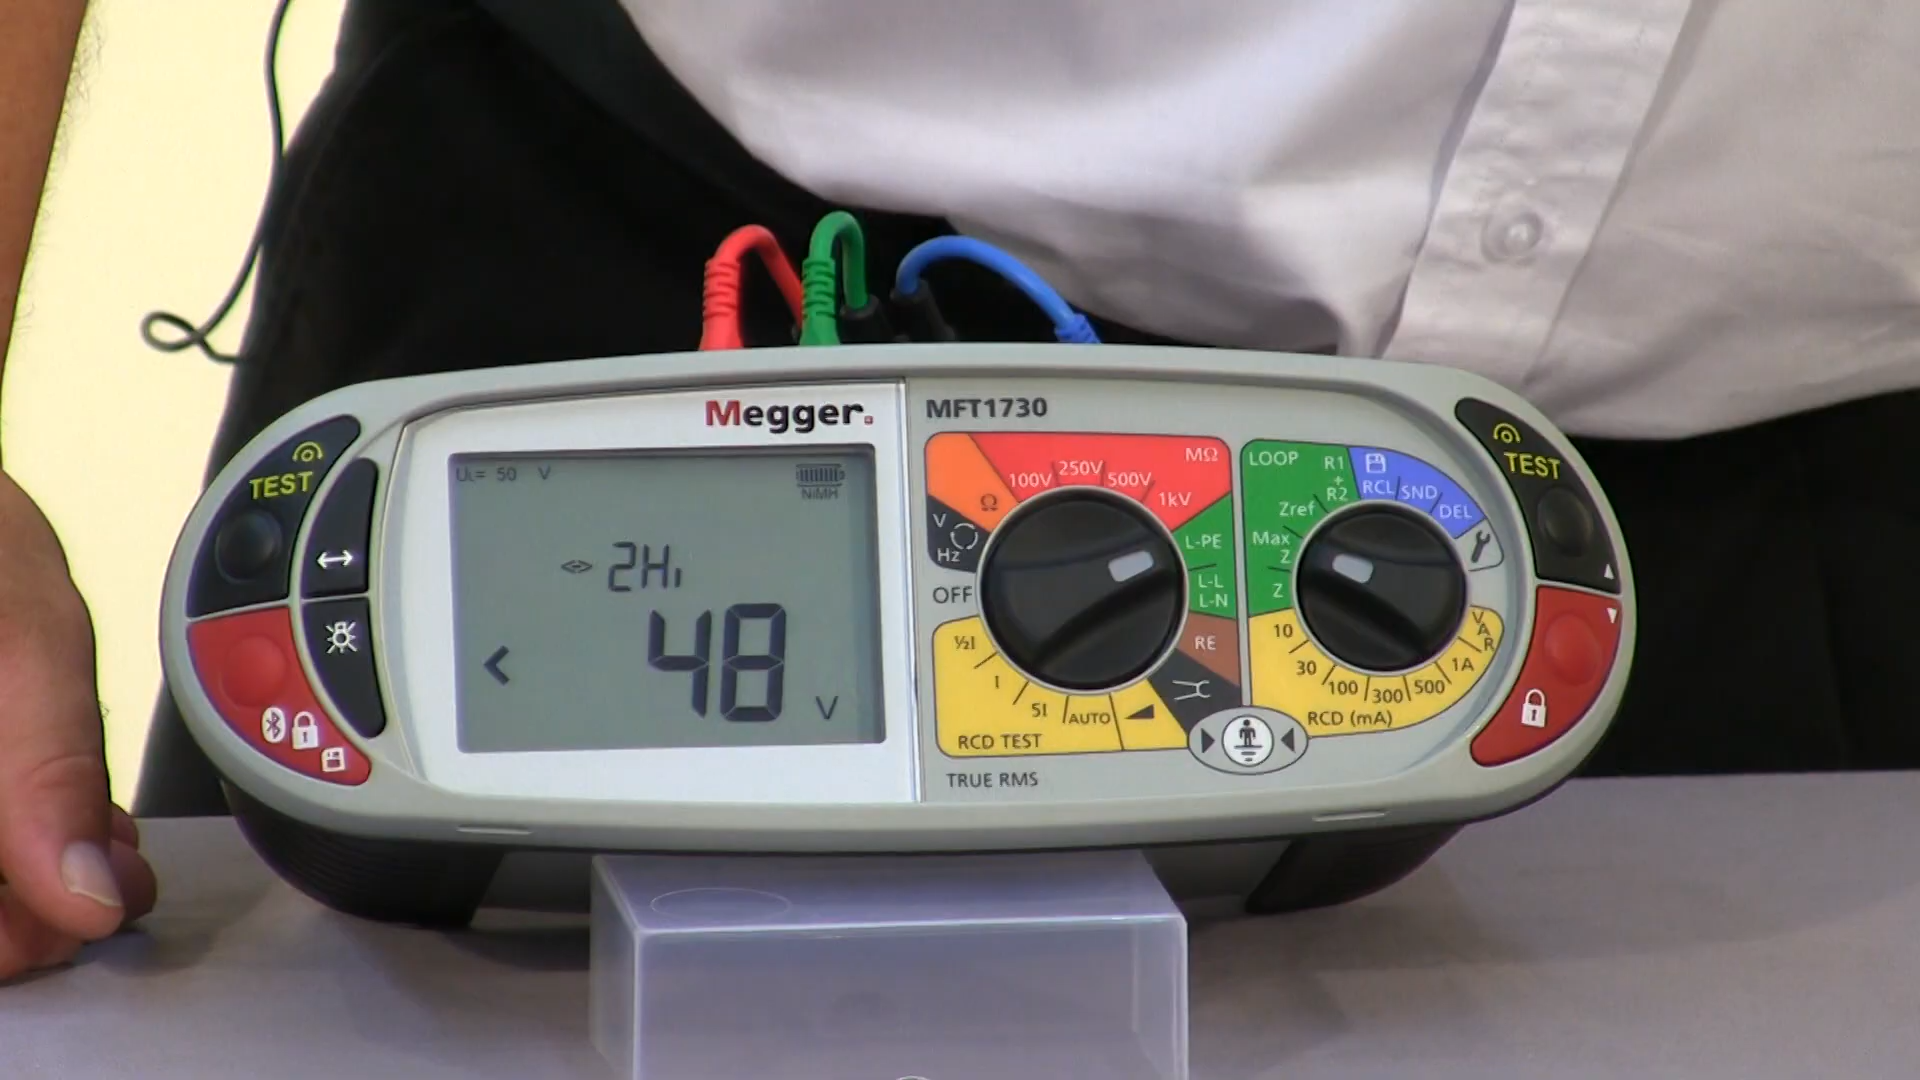 Megger.
MFT1730
TEST
UL= 50 V
NiMH
<-> 2Hi
< 48 V
100V 250V 500V 1kV MΩ
Ω
V
Hz
OFF
L-PE
L-L
L-N
RE
½I
I
5I
AUTO
RCD TEST
TRUE RMS
LOOP
R1
+
R2
Zref
Max
Z
Z
RCL SND DEL
10
30
100
300
500
1A
VAR
RCD (mA)
TEST